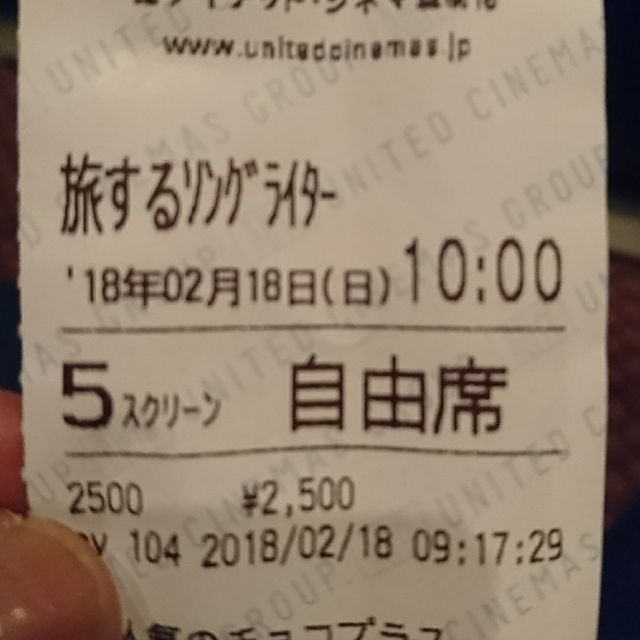 www.unitedcinemas.jp
旅するｿﾝｸﾞﾗｲﾀｰ
'18年02月18日(日) 10:00
5スクリーン 自由席
2500 ¥2,500
104 2018/02/18 09:17:29